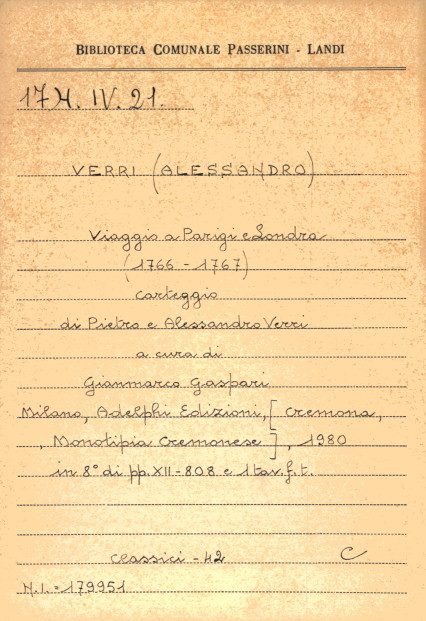 BIBLIOTECA COMUNALE PASSERINI - LANDI
17 H. IV. 21.
VERRI (ALESSANDRO)
Viaggio a Parigi e Londra
(1766 - 1767)
carteggio
di Pietro e Alessandro Verri
a cura di
Gianmarco Gaspari
Milano, Adelphi Edizioni, [Cremona,
, Monotipia Cremonese], 1980
in 8° di pp. XII - 808 e 1 tav. f. t.
Classici - 42 C
N. I. = 179951